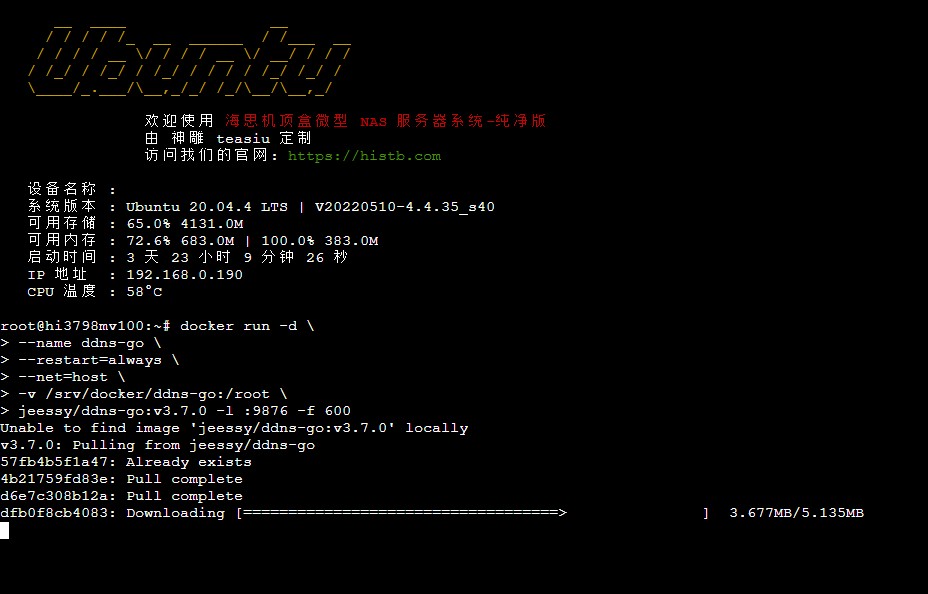 Ubuntu
欢迎使用 海思机顶盒微型 NAS 服务器系统-纯净版
由 神雕 teasiu 定制
访问我们的官网: https://histb.com
设备名称 :
系统版本 : Ubuntu 20.04.4 LTS | V20220510-4.4.35_s40
可用存储 : 65.0% 4131.0M
可用内存 : 72.6% 683.0M | 100.0% 383.0M
启动时间 : 3 天 23 小时 9 分钟 26 秒
IP 地址 : 192.168.0.190
CPU 温度 : 58°C
root@hi3798mv100:~# docker run -d \
> --name ddns-go \
> --restart=always \
> --net=host \
> -v /srv/docker/ddns-go:/root \
> jeessy/ddns-go:v3.7.0 -l :9876 -f 600
Unable to find image 'jeessy/ddns-go:v3.7.0' locally
v3.7.0: Pulling from jeessy/ddns-go
57fb4b5f1a47: Already exists
4b21759fd83e: Pull complete
d6e7c308b12a: Pull complete
dfb0f8cb4083: Downloading [===================================>               ]  3.677MB/5.135MB